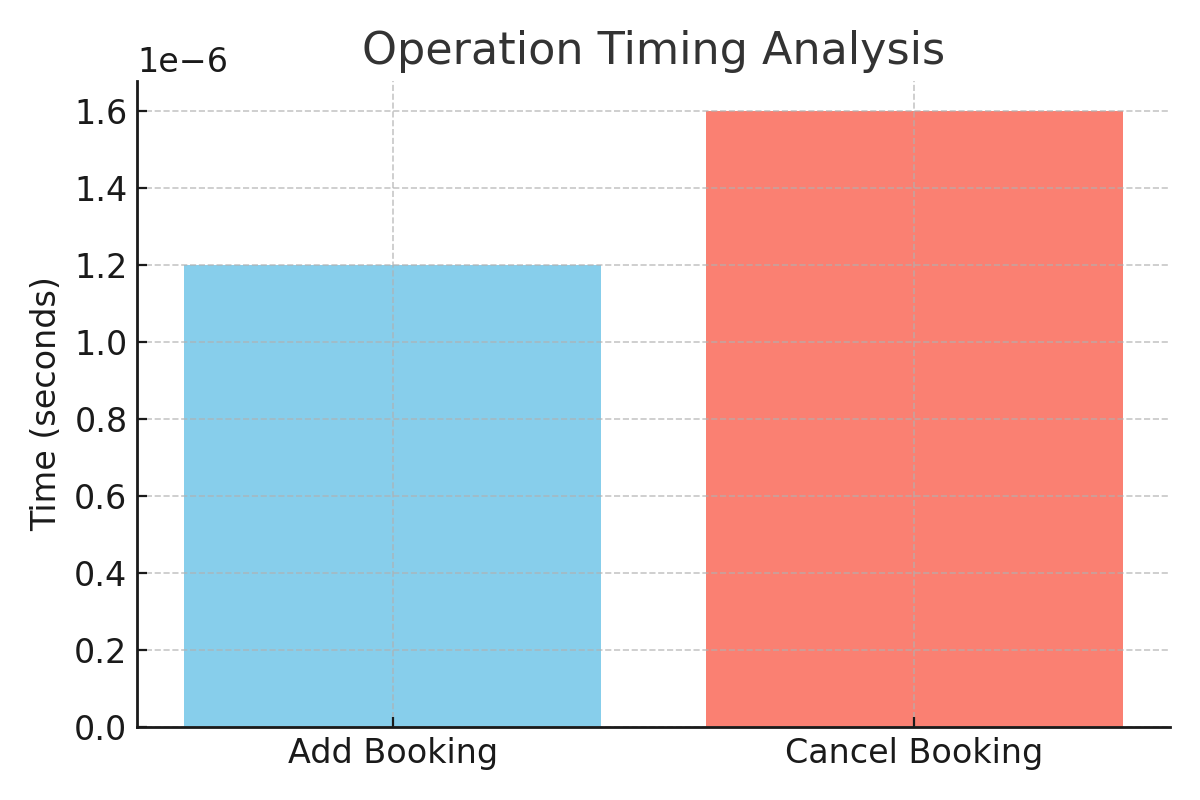 Operation Timing Analysis
1e−6
1.6
1.4
1.2
1.0
0.8
0.6
0.4
0.2
0.0
Time (seconds)
Add Booking
Cancel Booking